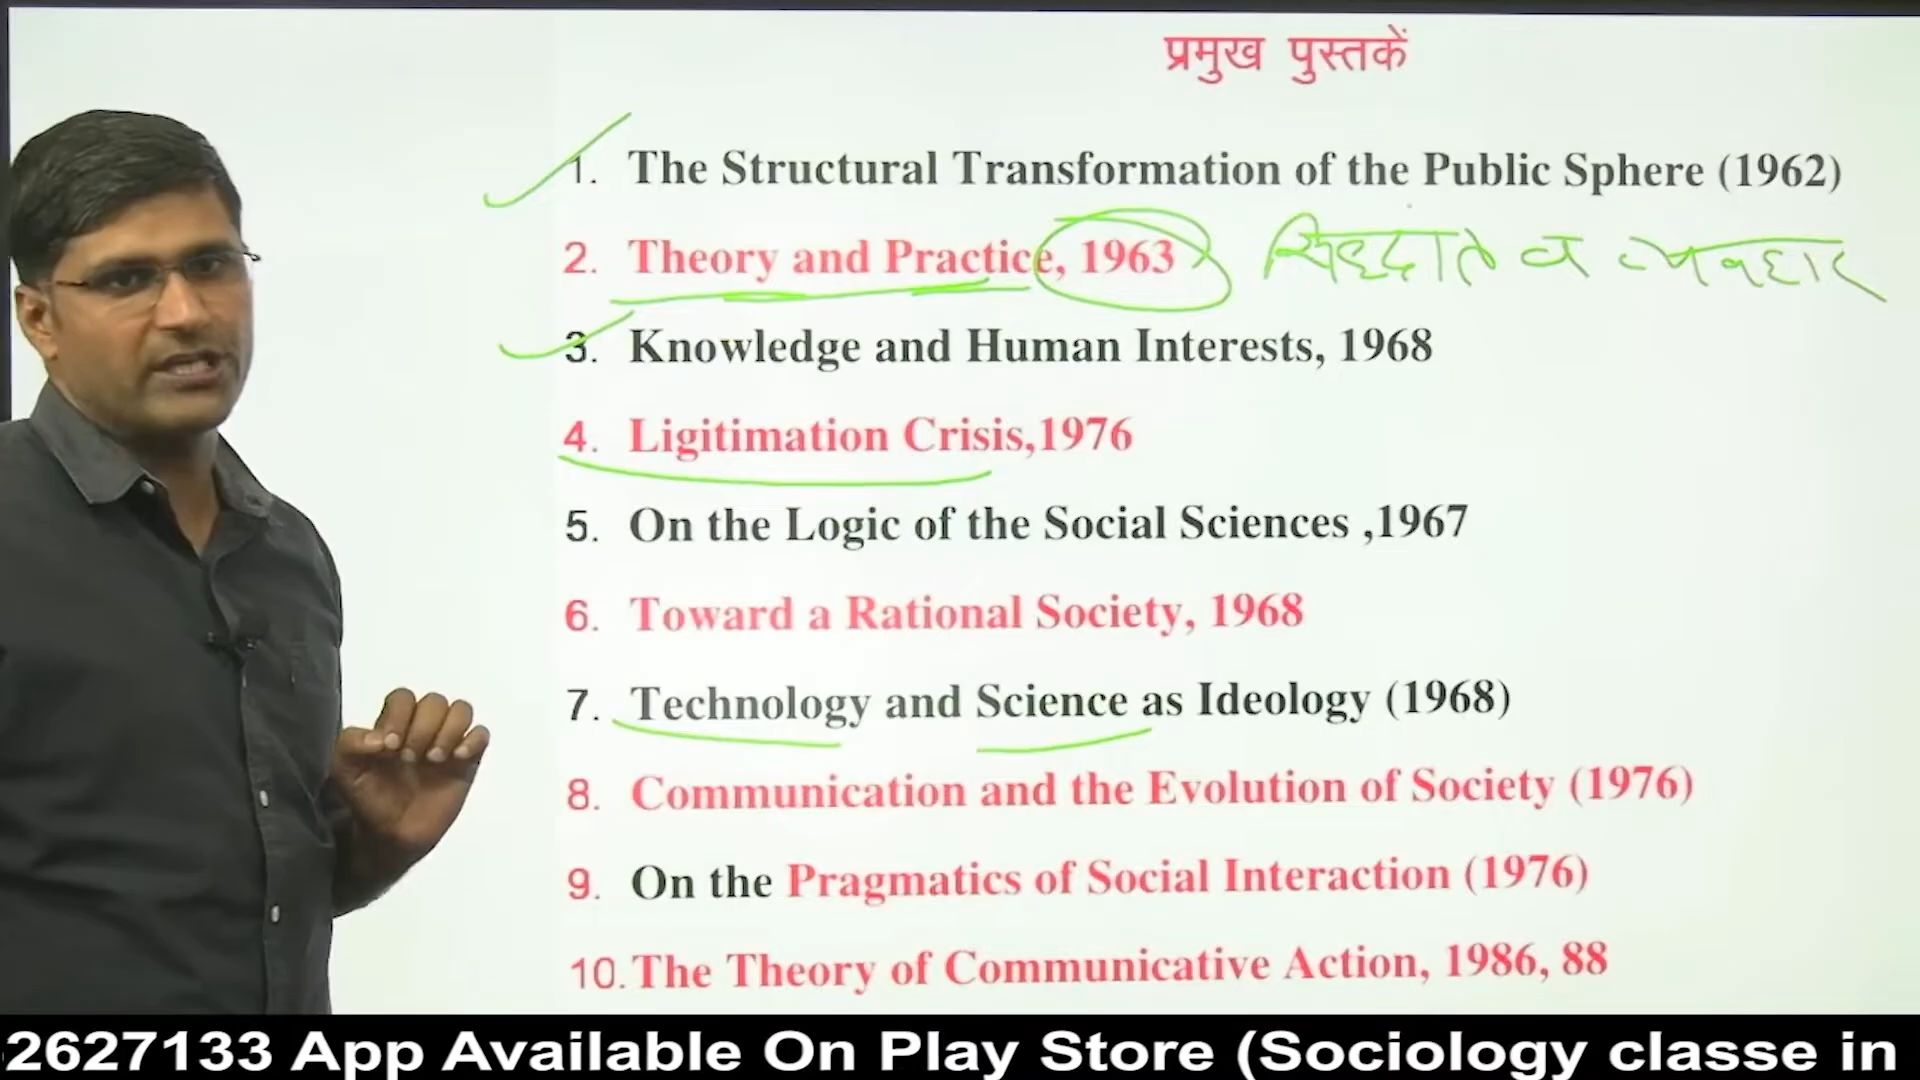 प्रमुख पुस्तकें
1. The Structural Transformation of the Public Sphere (1962)
2. Theory and Practice, 1963 सिद्धांत व व्यवहार
3. Knowledge and Human Interests, 1968
4. Ligitimation Crisis,1976
5. On the Logic of the Social Sciences ,1967
6. Toward a Rational Society, 1968
7. Technology and Science as Ideology (1968)
8. Communication and the Evolution of Society (1976)
9. On the Pragmatics of Social Interaction (1976)
10. The Theory of Communicative Action, 1986, 88
2627133 App Available On Play Store (Sociology classe in